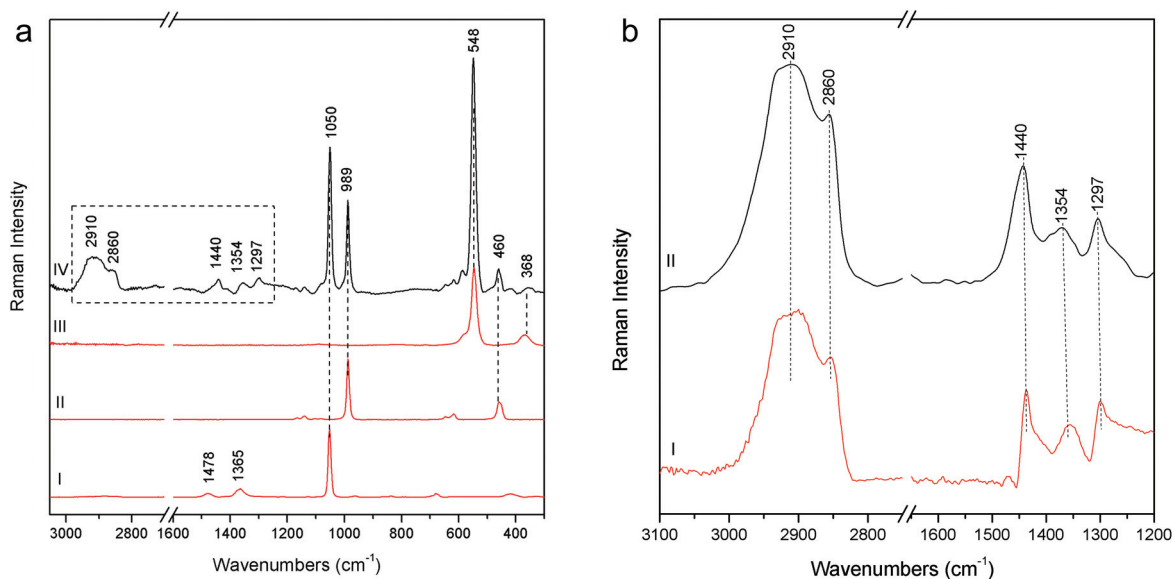 a
548
1050
989
2910
2860
1440
1354
1297
460
368
IV
III
II
I
1478
1365
Raman Intensity
3000 2800 1600 1400 1200 1000 800 600 400
Wavenumbers (cm⁻¹)
b
2910
2860
1440
1354
1297
II
I
Raman Intensity
3100 3000 2900 2800 1500 1400 1300 1200
Wavenumbers (cm⁻¹)